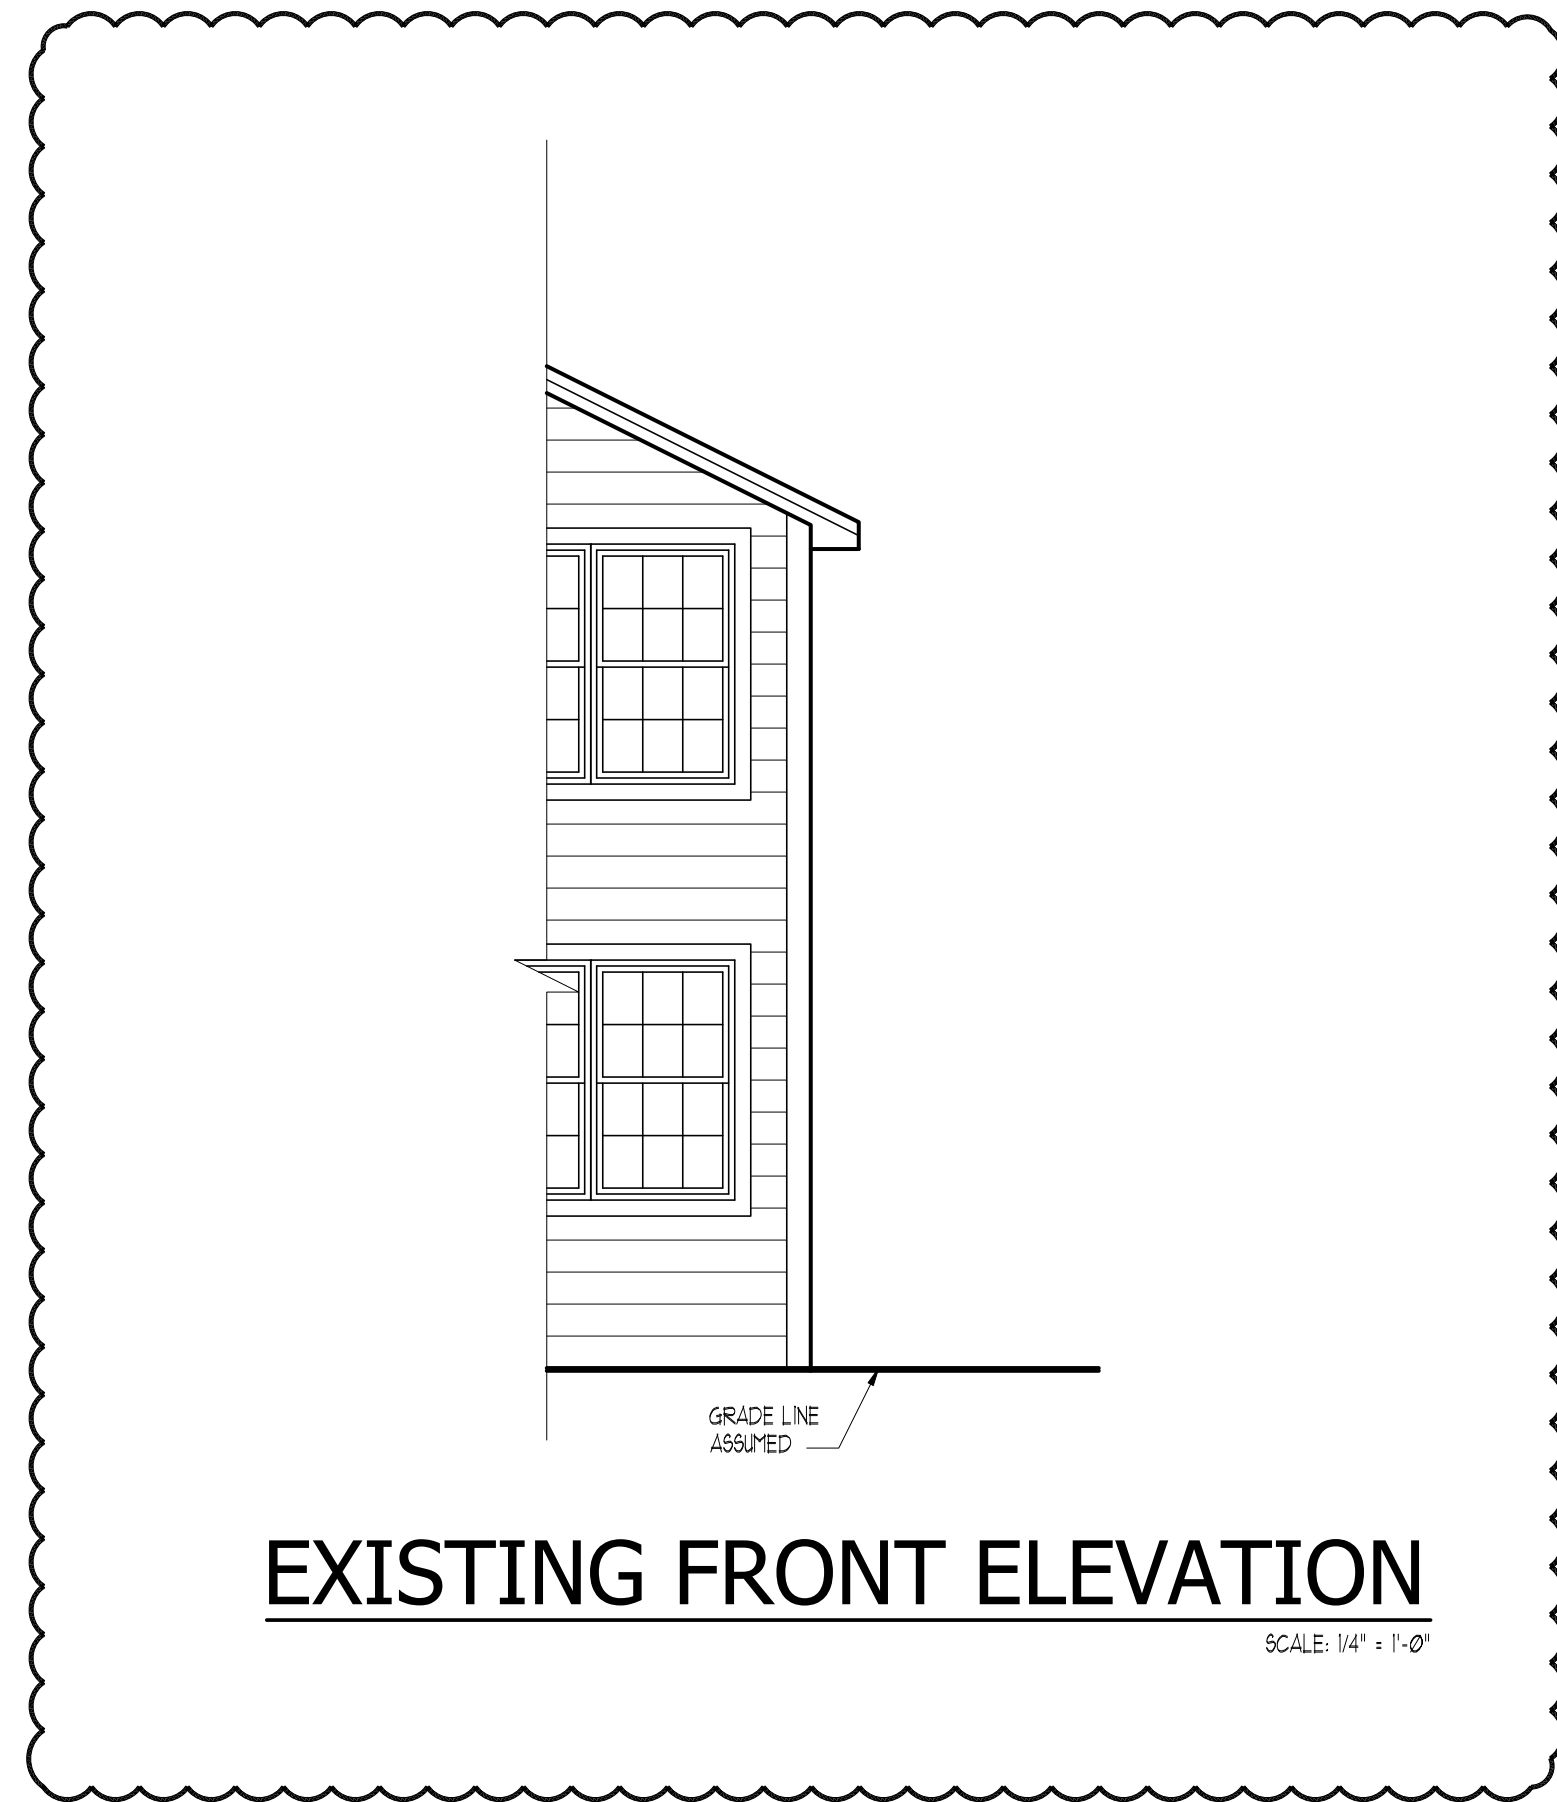 GRADE LINE
ASSUMED
EXISTING FRONT ELEVATION
SCALE: 1/4" = 1'-0"